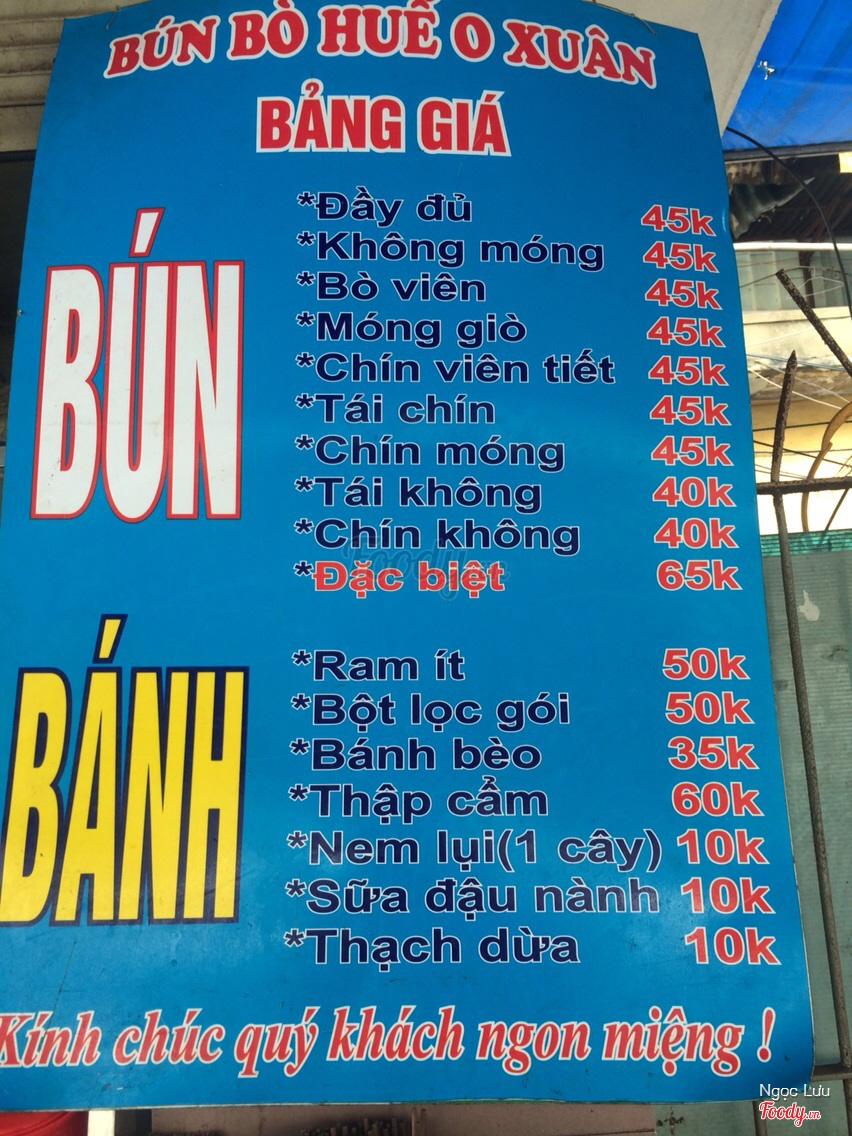 BÚN BÒ HUẾ O XUÂN
BẢNG GIÁ
BÚN
*Đầy đủ 45k
*Không móng 45k
*Bò viên 45k
*Móng giò 45k
*Chín viên tiết 45k
*Tái chín 45k
*Chín móng 45k
*Tái không 40k
*Chín không 40k
*Đặc biệt 65k
BÁNH
*Ram ít 50k
*Bột lọc gói 50k
*Bánh bèo 35k
*Thập cẩm 60k
*Nem lụi(1 cây) 10k
*Sữa đậu nành 10k
*Thạch dừa 10k
Kính chúc quý khách ngon miệng !
Foody.vn
Ngọc Lưu
Foody.vn